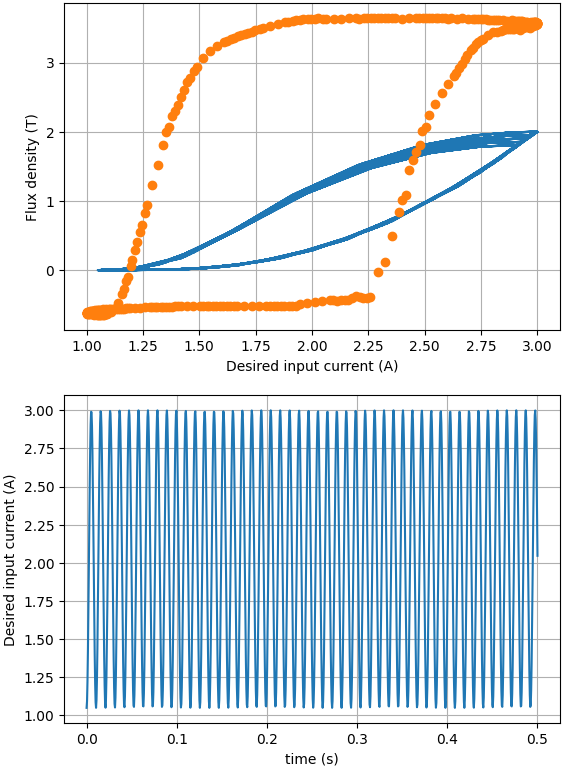 3
2
1
0
Flux density (T)
1.00 1.25 1.50 1.75 2.00 2.25 2.50 2.75 3.00
Desired input current (A)
3.00
2.75
2.50
2.25
2.00
1.75
1.50
1.25
1.00
Desired input current (A)
0.0 0.1 0.2 0.3 0.4 0.5
time (s)